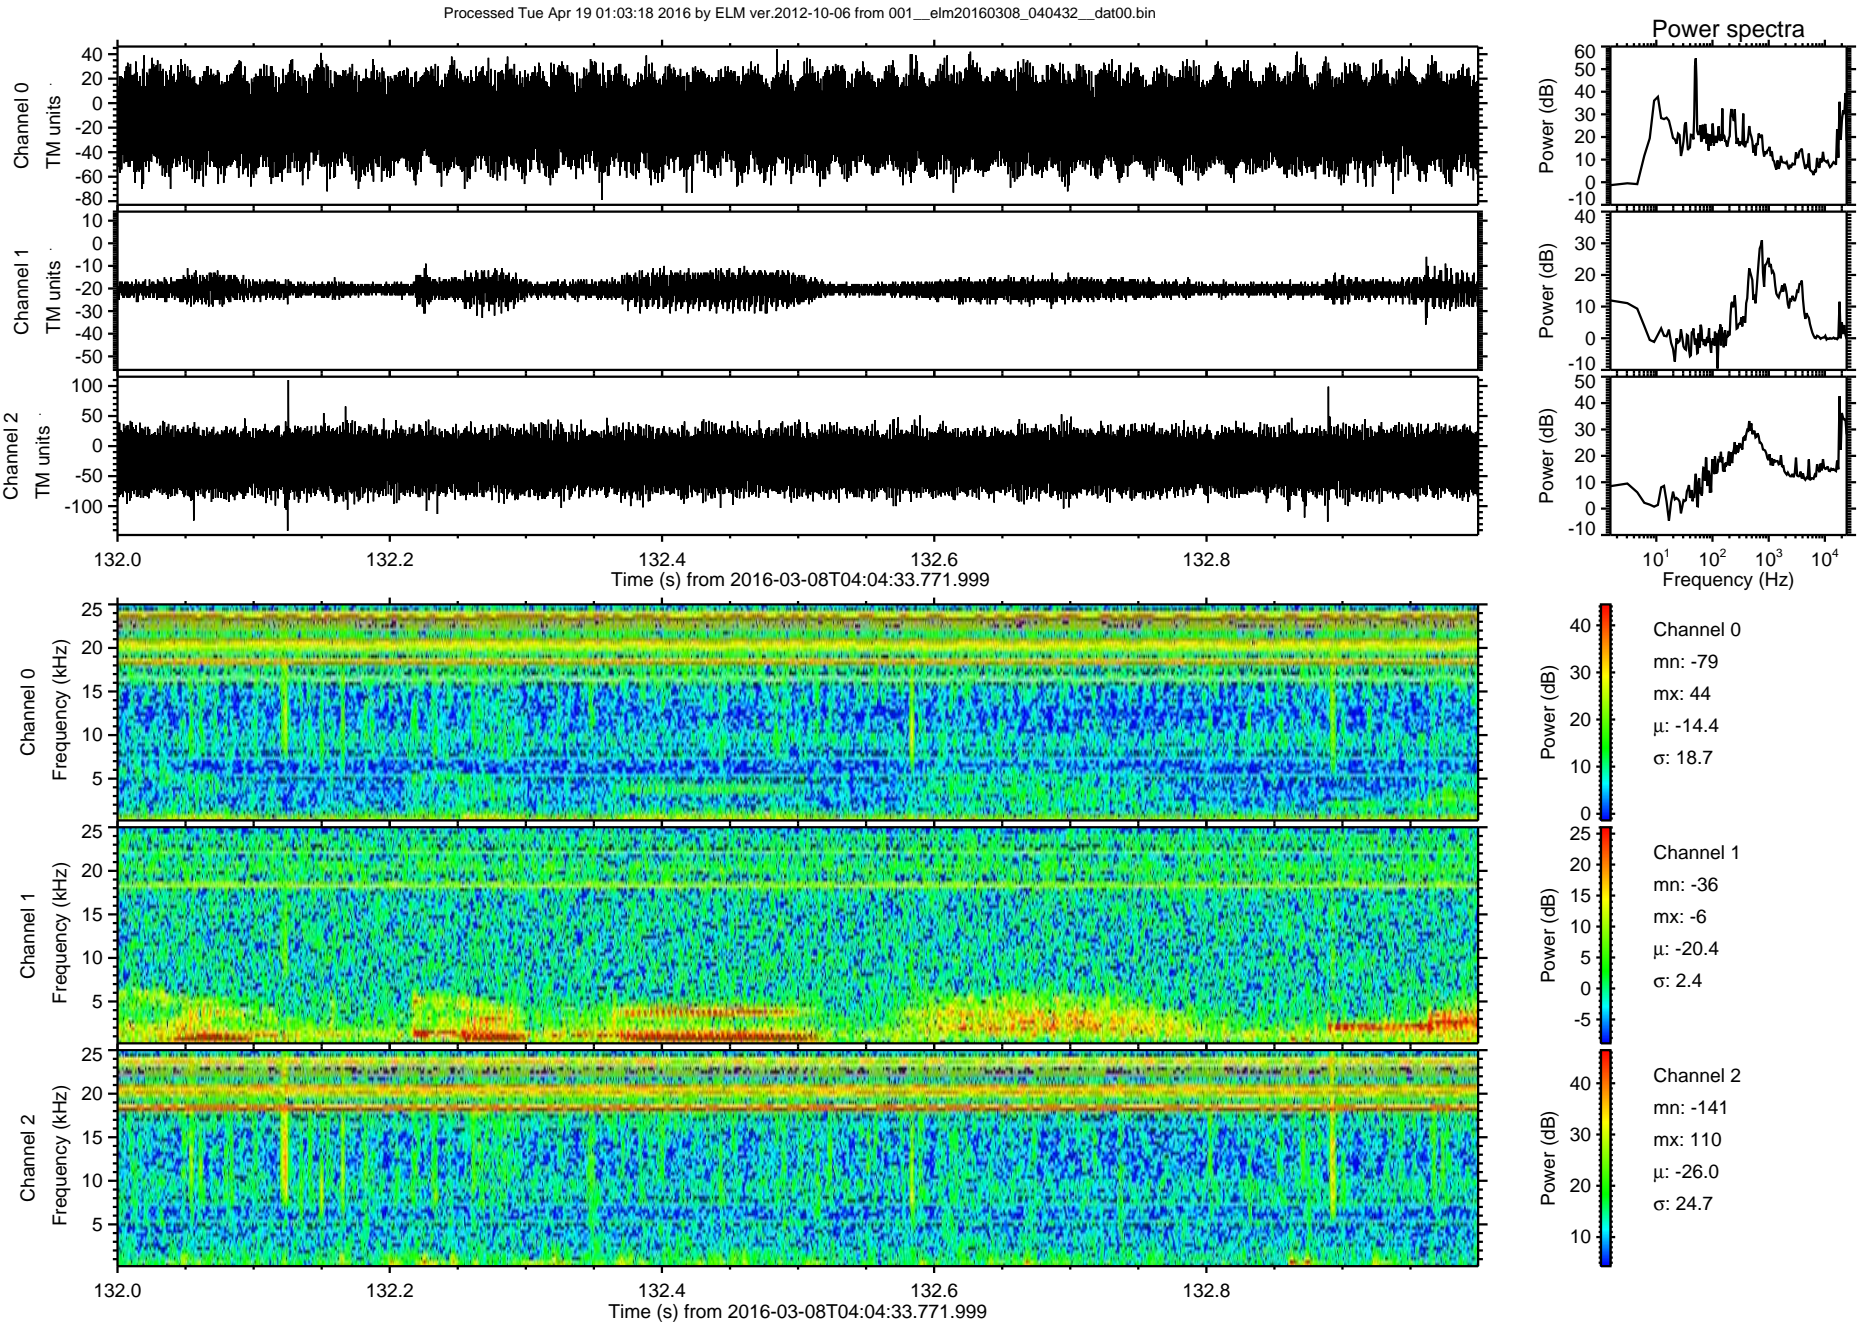 Processed Tue Apr 19 01:03:18 2016 by ELM ver.2012-10-06 from 001__elm20160308_040432__dat00.bin
Power spectra
Channel 0
TM units
40
20
0
-20
-40
-60
-80
Power (dB)
60
50
40
30
20
10
0
-10
Channel 1
TM units
10
0
-10
-20
-30
-40
-50
Power (dB)
40
30
20
10
0
-10
Channel 2
TM units
100
50
0
-50
-100
Power (dB)
50
40
30
20
10
0
-10
132.0 132.2 132.4 132.6 132.8
Time (s) from 2016-03-08T04:04:33.771.999
10¹ 10² 10³ 10⁴
Frequency (Hz)
Channel 0
Frequency (kHz)
25
20
15
10
5
Power (dB)
40
30
20
10
0
Channel 0
mn: -79
mx: 44
μ: -14.4
σ: 18.7
Channel 1
Frequency (kHz)
25
20
15
10
5
Power (dB)
25
20
15
10
5
0
-5
Channel 1
mn: -36
mx: -6
μ: -20.4
σ: 2.4
Channel 2
Frequency (kHz)
25
20
15
10
5
Power (dB)
40
30
20
10
Channel 2
mn: -141
mx: 110
μ: -26.0
σ: 24.7
132.0 132.2 132.4 132.6 132.8
Time (s) from 2016-03-08T04:04:33.771.999